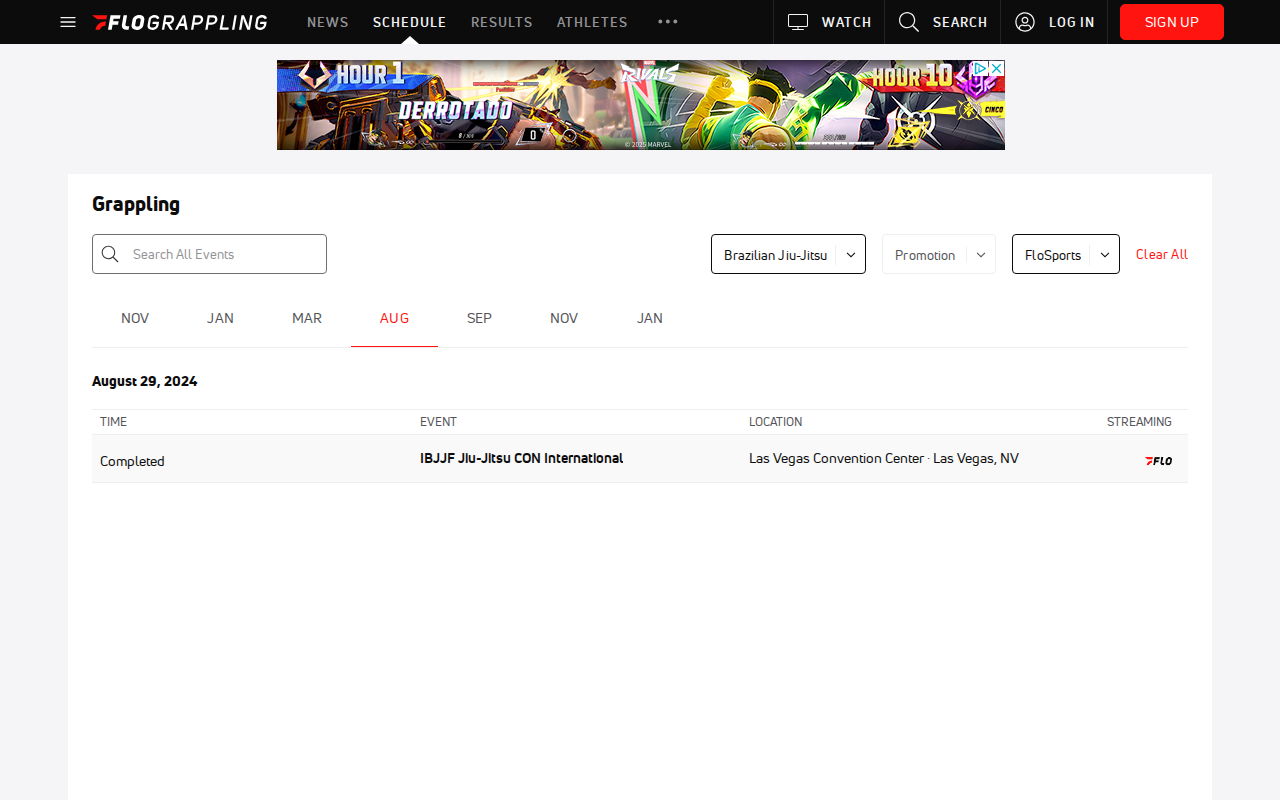 FLOGRAPPLING
NEWS
SCHEDULE
RESULTS
ATHLETES
WATCH
SEARCH
LOG IN
SIGN UP
HOUR 1
DERROTADO
0
MARVEL
RIVALS
© 2025 MARVEL
HOUR 10
CINCO
Grappling
Search All Events
Brazilian Jiu-Jitsu
Promotion
FloSports
Clear All
NOV
JAN
MAR
AUG
SEP
NOV
JAN
August 29, 2024
TIME
EVENT
LOCATION
STREAMING
Completed
IBJJF Jiu-Jitsu CON International
Las Vegas Convention Center · Las Vegas, NV
FLO